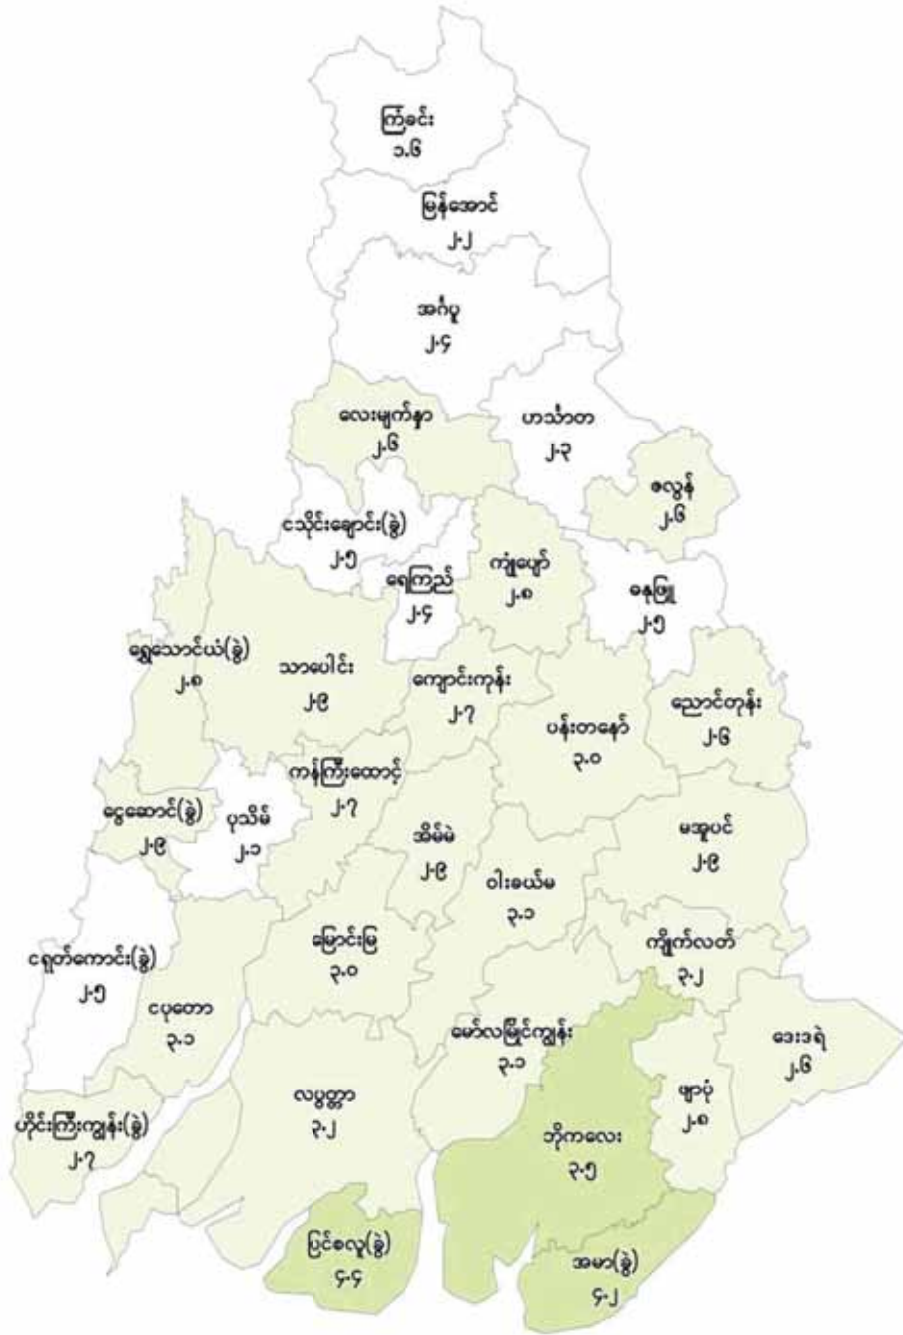 ကြံခင်း
၁.၆
မြန်အောင်
၂.၂
အင်္ဂပူ
၂.၄
လေးမျက်နှာ
၂.၆
ဟင်္သာတ
၂.၃
ဇလွန်
၂.၆
ငသိုင်းချောင်း(ခွဲ)
၂.၅
ရေကြည်
၂.၄
ကျုံပျော်
၂.၈
ဓနုဖြူ
၂.၅
ရွှေသောင်ယံ(ခွဲ)
၂.၈
သာပေါင်း
၂.၉
ကျောင်းကုန်း
၂.၇
ပန်းတနော်
၃.၀
ညောင်တုန်း
၂.၆
ငွေဆောင်(ခွဲ)
၂.၉
ပုသိမ်
၂.၁
ကန်ကြီးထောင့်
၂.၇
အိမ်မဲ
၂.၉
ဝါးခယ်မ
၃.၁
မအူပင်
၂.၉
ငရုတ်ကောင်း(ခွဲ)
၂.၅
ငပုတော
၃.၁
မြောင်းမြ
၃.၀
မော်လမြိုင်ကျွန်း
၃.၁
ကျိုက်လတ်
၃.၂
ဒေးဒရဲ
၂.၆
ဟိုင်းကြီးကျွန်း(ခွဲ)
၂.၇
လပွတ္တာ
၃.၂
ဘိုကလေး
၃.၅
ဖျာပုံ
၂.၈
ပြင်စလူ(ခွဲ)
၄.၄
အမာ(ခွဲ)
၄.၂